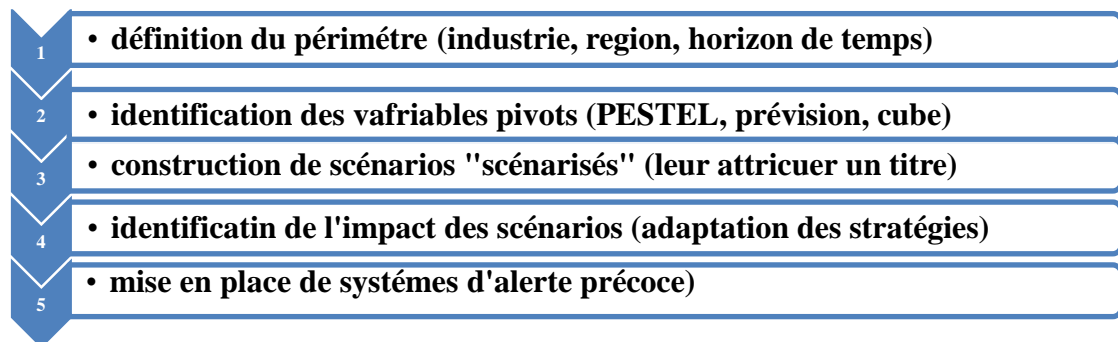 1 • définition du périmétre (industrie, region, horizon de temps)
2 • identification des vafriables pivots (PESTEL, prévision, cube)
3 • construction de scénarios "scénarisés" (leur attricuer un titre)
4 • identificatin de l'impact des scénarios (adaptation des stratégies)
5 • mise en place de systémes d'alerte précoce)